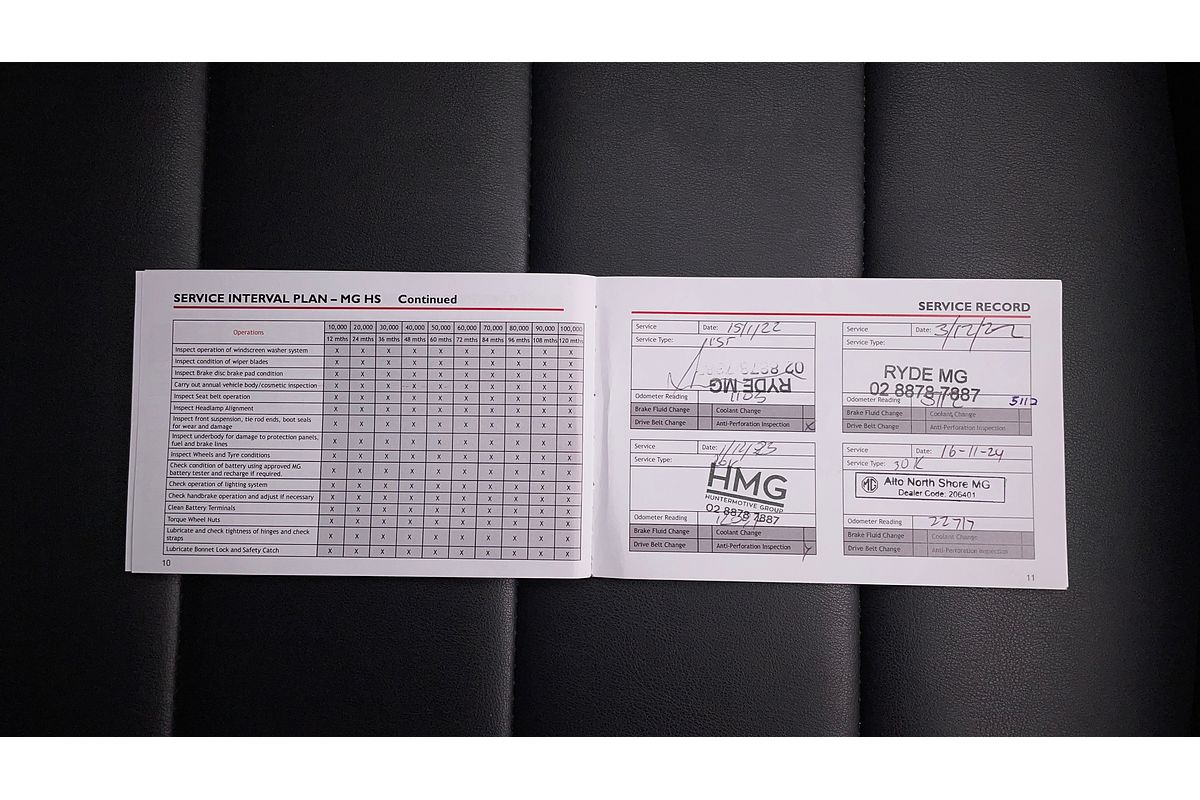 SERVICE INTERVAL PLAN – MG HS Continued
Operations 10,000 20,000 30,000 40,000 50,000 60,000 70,000 80,000 90,000 100,000
12 mths 24 mths 36 mths 48 mths 60 mths 72 mths 84 mths 96 mths 108 mths 120 mths
Inspect operation of windscreen washer system X X X X X X X X X X
Inspect condition of wiper blades X X X X X X X X X X
Inspect Brake disc brake pad condition X X X X X X X X X X
Carry out annual vehicle body/cosmetic inspection X X X X X X X X X X
Inspect Seat belt operation X X X X X X X X X X
Inspect Headlamp Alignment X X X X X X X X X X
Inspect front suspension, tie rod ends, boot seals
for wear and damage X X X X X X X X X X
Inspect underbody for damage to protection panels,
fuel and brake lines X X X X X X X X X X
Inspect Wheels and Tyre conditions X X X X X X X X X X
Check condition of battery using approved MG
battery tester and recharge if required. X X X X X X X X X X
Check operation of lighting system X X X X X X X X X X
Check handbrake operation and adjust if necessary X X X X X X X X X X
Clean Battery Terminals X X X X X X X X X X
Torque Wheel Nuts X X X X X X X X X X
Lubricate and check tightness of hinges and check
straps X X X X X X X X X X
Lubricate Bonnet Lock and Safety Catch X X X X X X X X X X
10
SERVICE RECORD
Service Date: 15/1/22
Service Type: 1ST
RYDE MG
Odometer Reading
Brake Fluid Change Coolant Change
Drive Belt Change Anti-Perforation Inspection
Service Date: 3/12/22
Service Type:
RYDE MG
02 8878 7887
Odometer Reading 5112
Brake Fluid Change Coolant Change
Drive Belt Change Anti-Perforation Inspection
Service Date: 1/12/23
Service Type:
HMG
HUNTERMOTIVE GROUP
02 8878 7887
Odometer Reading
Brake Fluid Change Coolant Change
Drive Belt Change Anti-Perforation Inspection
Service Date: 16-11-24
Service Type: 30K
MG Alto North Shore MG
Dealer Code: 206401
Odometer Reading 22717
Brake Fluid Change Coolant Change
Drive Belt Change Anti-Perforation Inspection
11